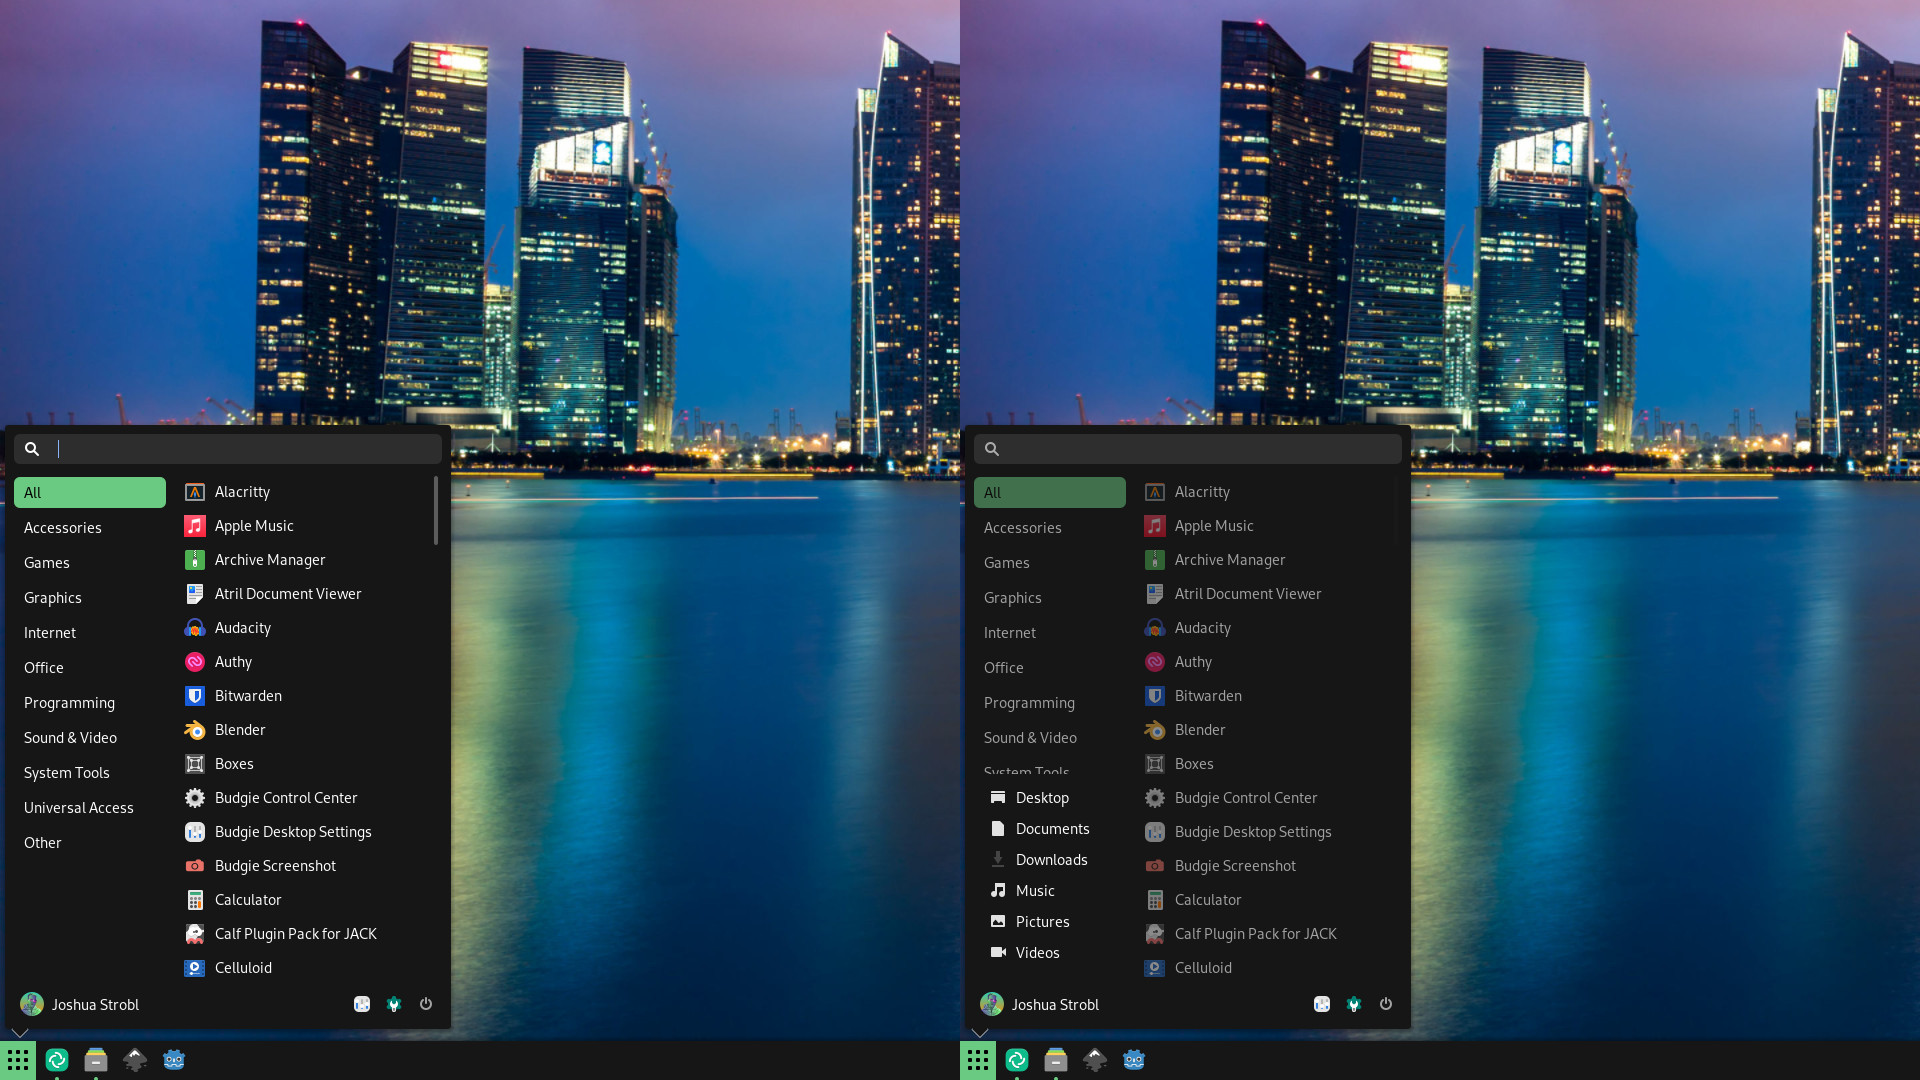 All
Accessories
Games
Graphics
Internet
Office
Programming
Sound & Video
System Tools
Universal Access
Other
Alacritty
Apple Music
Archive Manager
Atril Document Viewer
Audacity
Authy
Bitwarden
Blender
Boxes
Budgie Control Center
Budgie Desktop Settings
Budgie Screenshot
Calculator
Calf Plugin Pack for JACK
Celluloid
Joshua Strobl
All
Accessories
Games
Graphics
Internet
Office
Programming
Sound & Video
System Tools
Desktop
Documents
Downloads
Music
Pictures
Videos
Alacritty
Apple Music
Archive Manager
Atril Document Viewer
Audacity
Authy
Bitwarden
Blender
Boxes
Budgie Control Center
Budgie Desktop Settings
Budgie Screenshot
Calculator
Calf Plugin Pack for JACK
Celluloid
Joshua Strobl